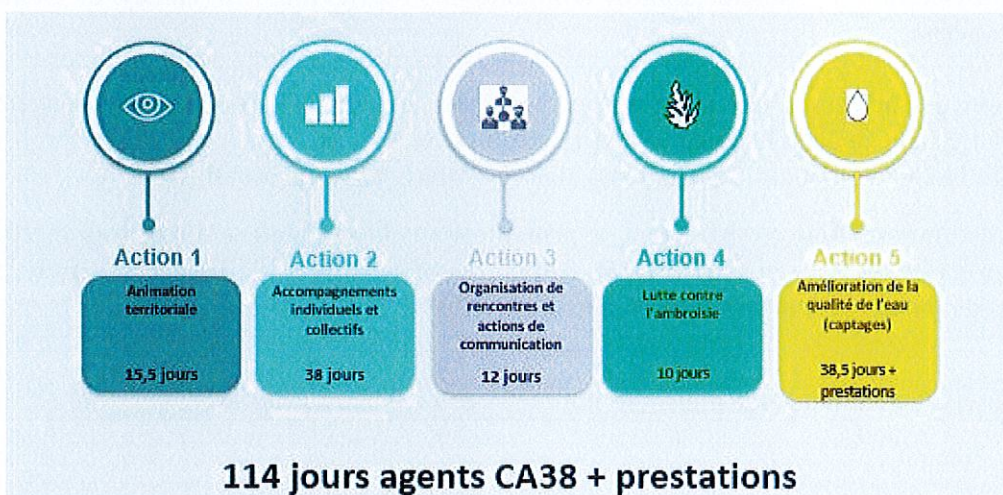 Action 1
Animation
territoriale
15,5 jours
Action 2
Accompagnements
individuels et
collectifs
38 jours
Action 3
Organisation de
rencontres et
actions de
communication
12 jours
Action 4
Lutte contre
l'ambroisie
10 jours
Action 5
Amélioration de la
qualité de l'eau
(captages)
38,5 jours +
prestations
114 jours agents CA38 + prestations